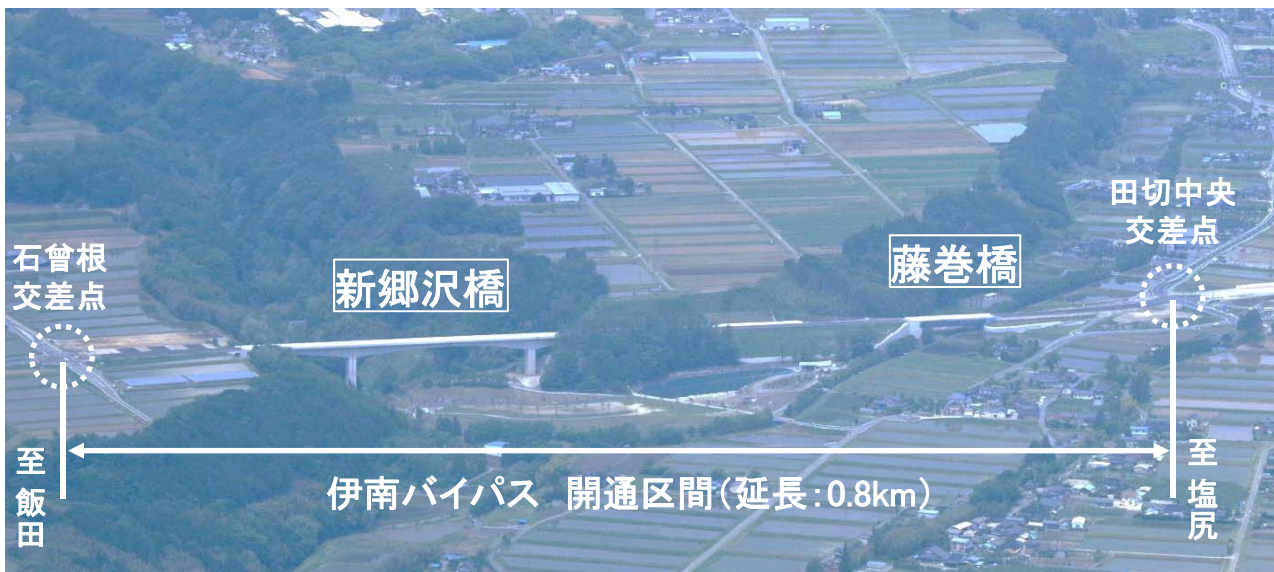 田切中央
交差点
石曾根
交差点
新郷沢橋
藤巻橋
至飯田
至塩尻
伊南バイパス 開通区間(延長:0.8km)